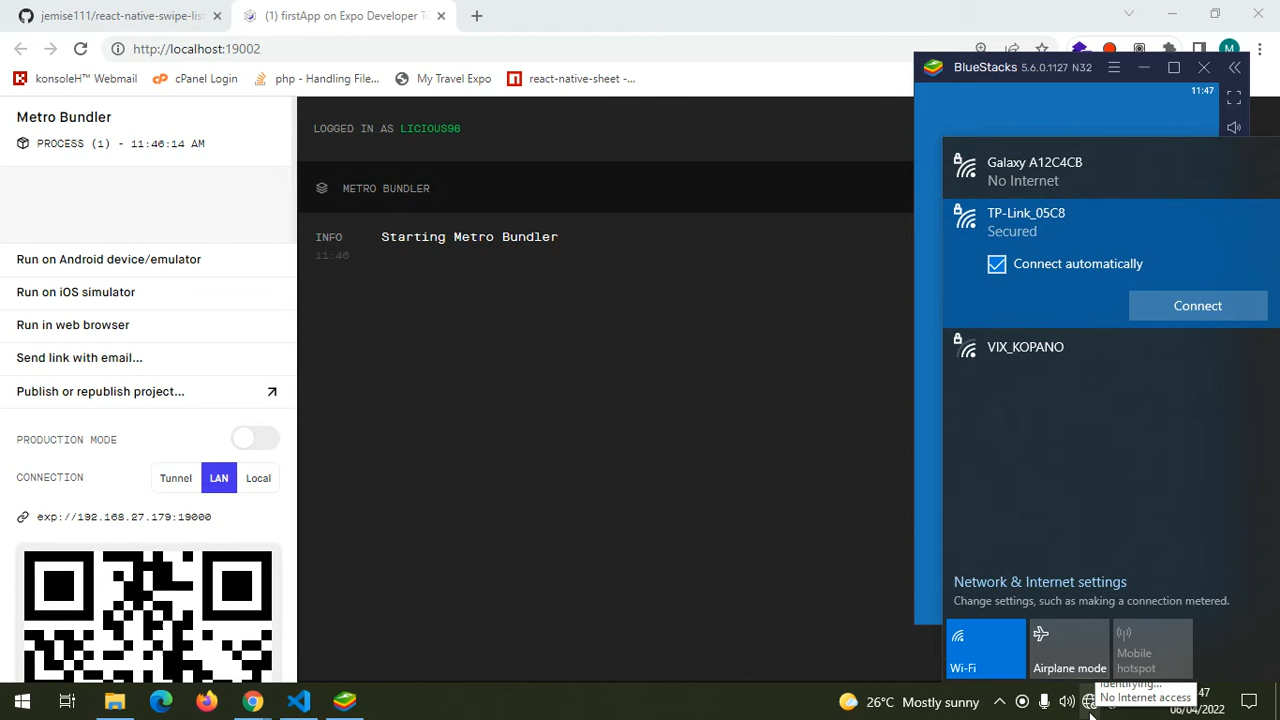 jemise111/react-native-swipe-list
(1) firstApp on Expo Developer To
http://localhost:19002
M
konsoleH™ Webmail
cPanel Login
php - Handling File...
My Travel Expo
react-native-sheet -...
BlueStacks 5.6.0.1127 N32
11:47
Metro Bundler
PROCESS (1) - 11:46:14 AM
Run on Android device/emulator
Run on iOS simulator
Run in web browser
Send link with email...
Publish or republish project...
PRODUCTION MODE
CONNECTION
Tunnel
LAN
Local
exp://192.168.27.179:19000
LOGGED IN AS LICIOUS96
METRO BUNDLER
INFO
11:46
Starting Metro Bundler
Galaxy A12C4CB
No Internet
TP-Link_05C8
Secured
Connect automatically
Connect
VIX_KOPANO
Network & Internet settings
Change settings, such as making a connection metered.
Wi-Fi
Airplane mode
Mobile
hotspot
Identifying...
No Internet access
26°C Mostly sunny
47
06/04/2022